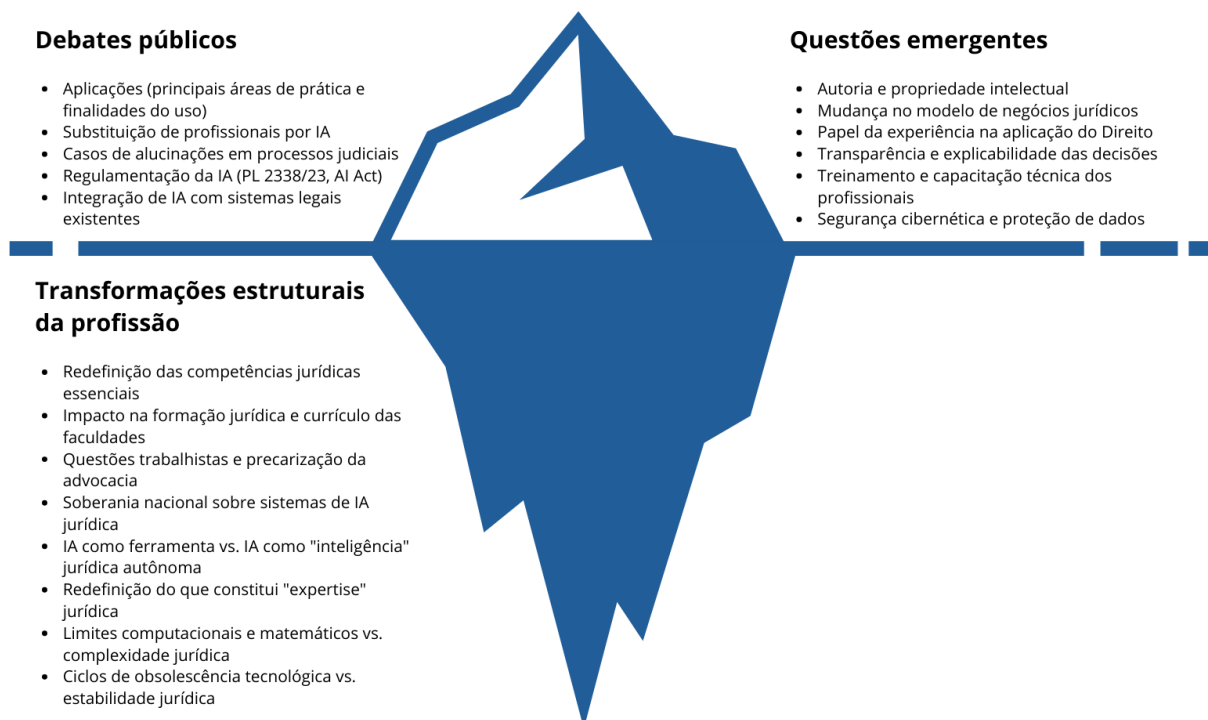 Debates públicos
• Aplicações (principais áreas de prática e
finalidades do uso)
• Substituição de profissionais por IA
• Casos de alucinações em processos judiciais
• Regulamentação da IA (PL 2338/23, AI Act)
• Integração de IA com sistemas legais
existentes
Questões emergentes
• Autoria e propriedade intelectual
• Mudança no modelo de negócios jurídicos
• Papel da experiência na aplicação do Direito
• Transparência e explicabilidade das decisões
• Treinamento e capacitação técnica dos
profissionais
• Segurança cibernética e proteção de dados
Transformações estruturais
da profissão
• Redefinição das competências jurídicas
essenciais
• Impacto na formação jurídica e currículo das
faculdades
• Questões trabalhistas e precarização da
advocacia
• Soberania nacional sobre sistemas de IA
jurídica
• IA como ferramenta vs. IA como "inteligência"
jurídica autônoma
• Redefinição do que constitui "expertise"
jurídica
• Limites computacionais e matemáticos vs.
complexidade jurídica
• Ciclos de obsolescência tecnológica vs.
estabilidade jurídica